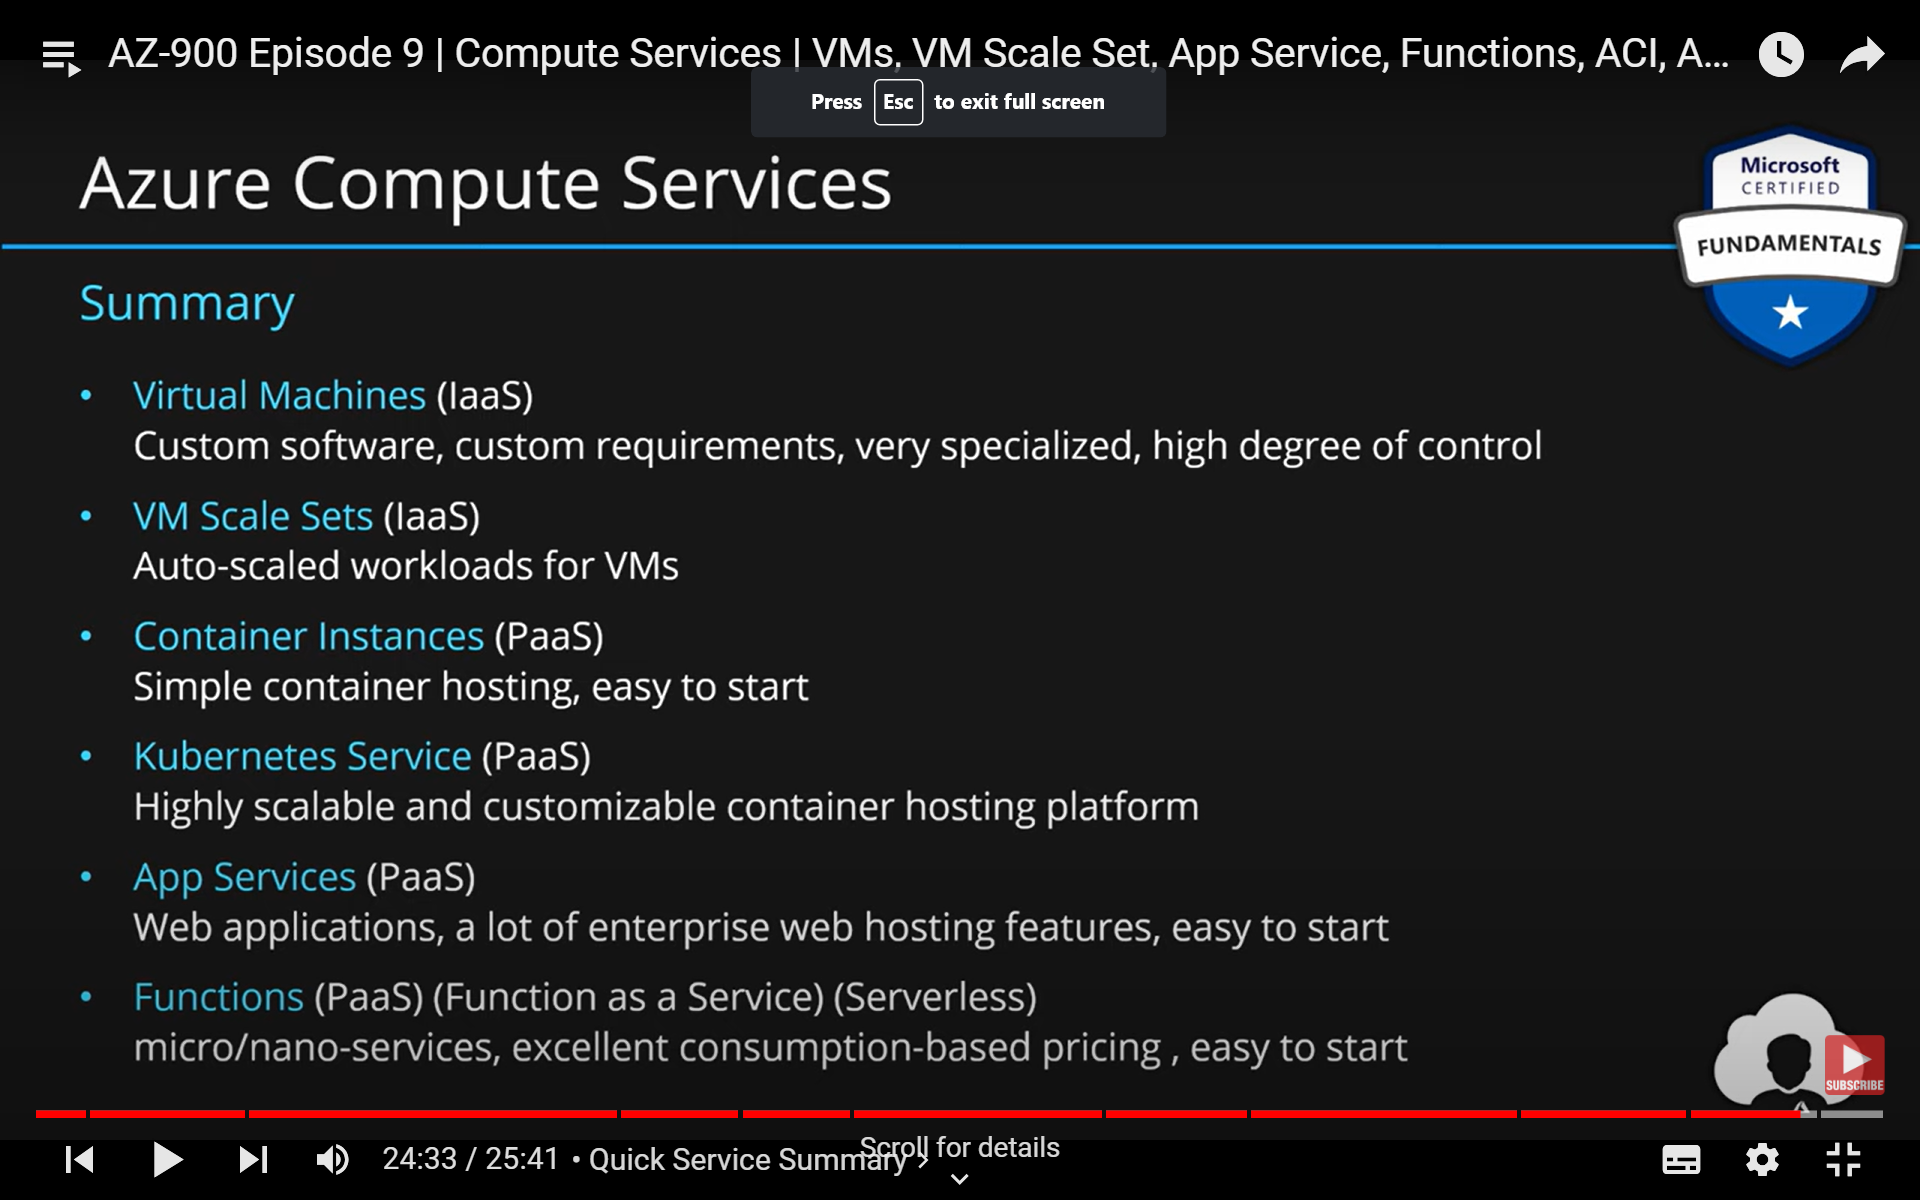 AZ-900 Episode 9 | Compute Services | VMs, VM Scale Set, App Service, Functions, ACI, A...
Press Esc to exit full screen
Azure Compute Services
Microsoft
CERTIFIED
FUNDAMENTALS
Summary
• Virtual Machines (IaaS)
Custom software, custom requirements, very specialized, high degree of control
• VM Scale Sets (IaaS)
Auto-scaled workloads for VMs
• Container Instances (PaaS)
Simple container hosting, easy to start
• Kubernetes Service (PaaS)
Highly scalable and customizable container hosting platform
• App Services (PaaS)
Web applications, a lot of enterprise web hosting features, easy to start
• Functions (PaaS) (Function as a Service) (Serverless)
micro/nano-services, excellent consumption-based pricing , easy to start
SUBSCRIBE
24:33 / 25:41 • Quick Service Summary ›
Scroll for details